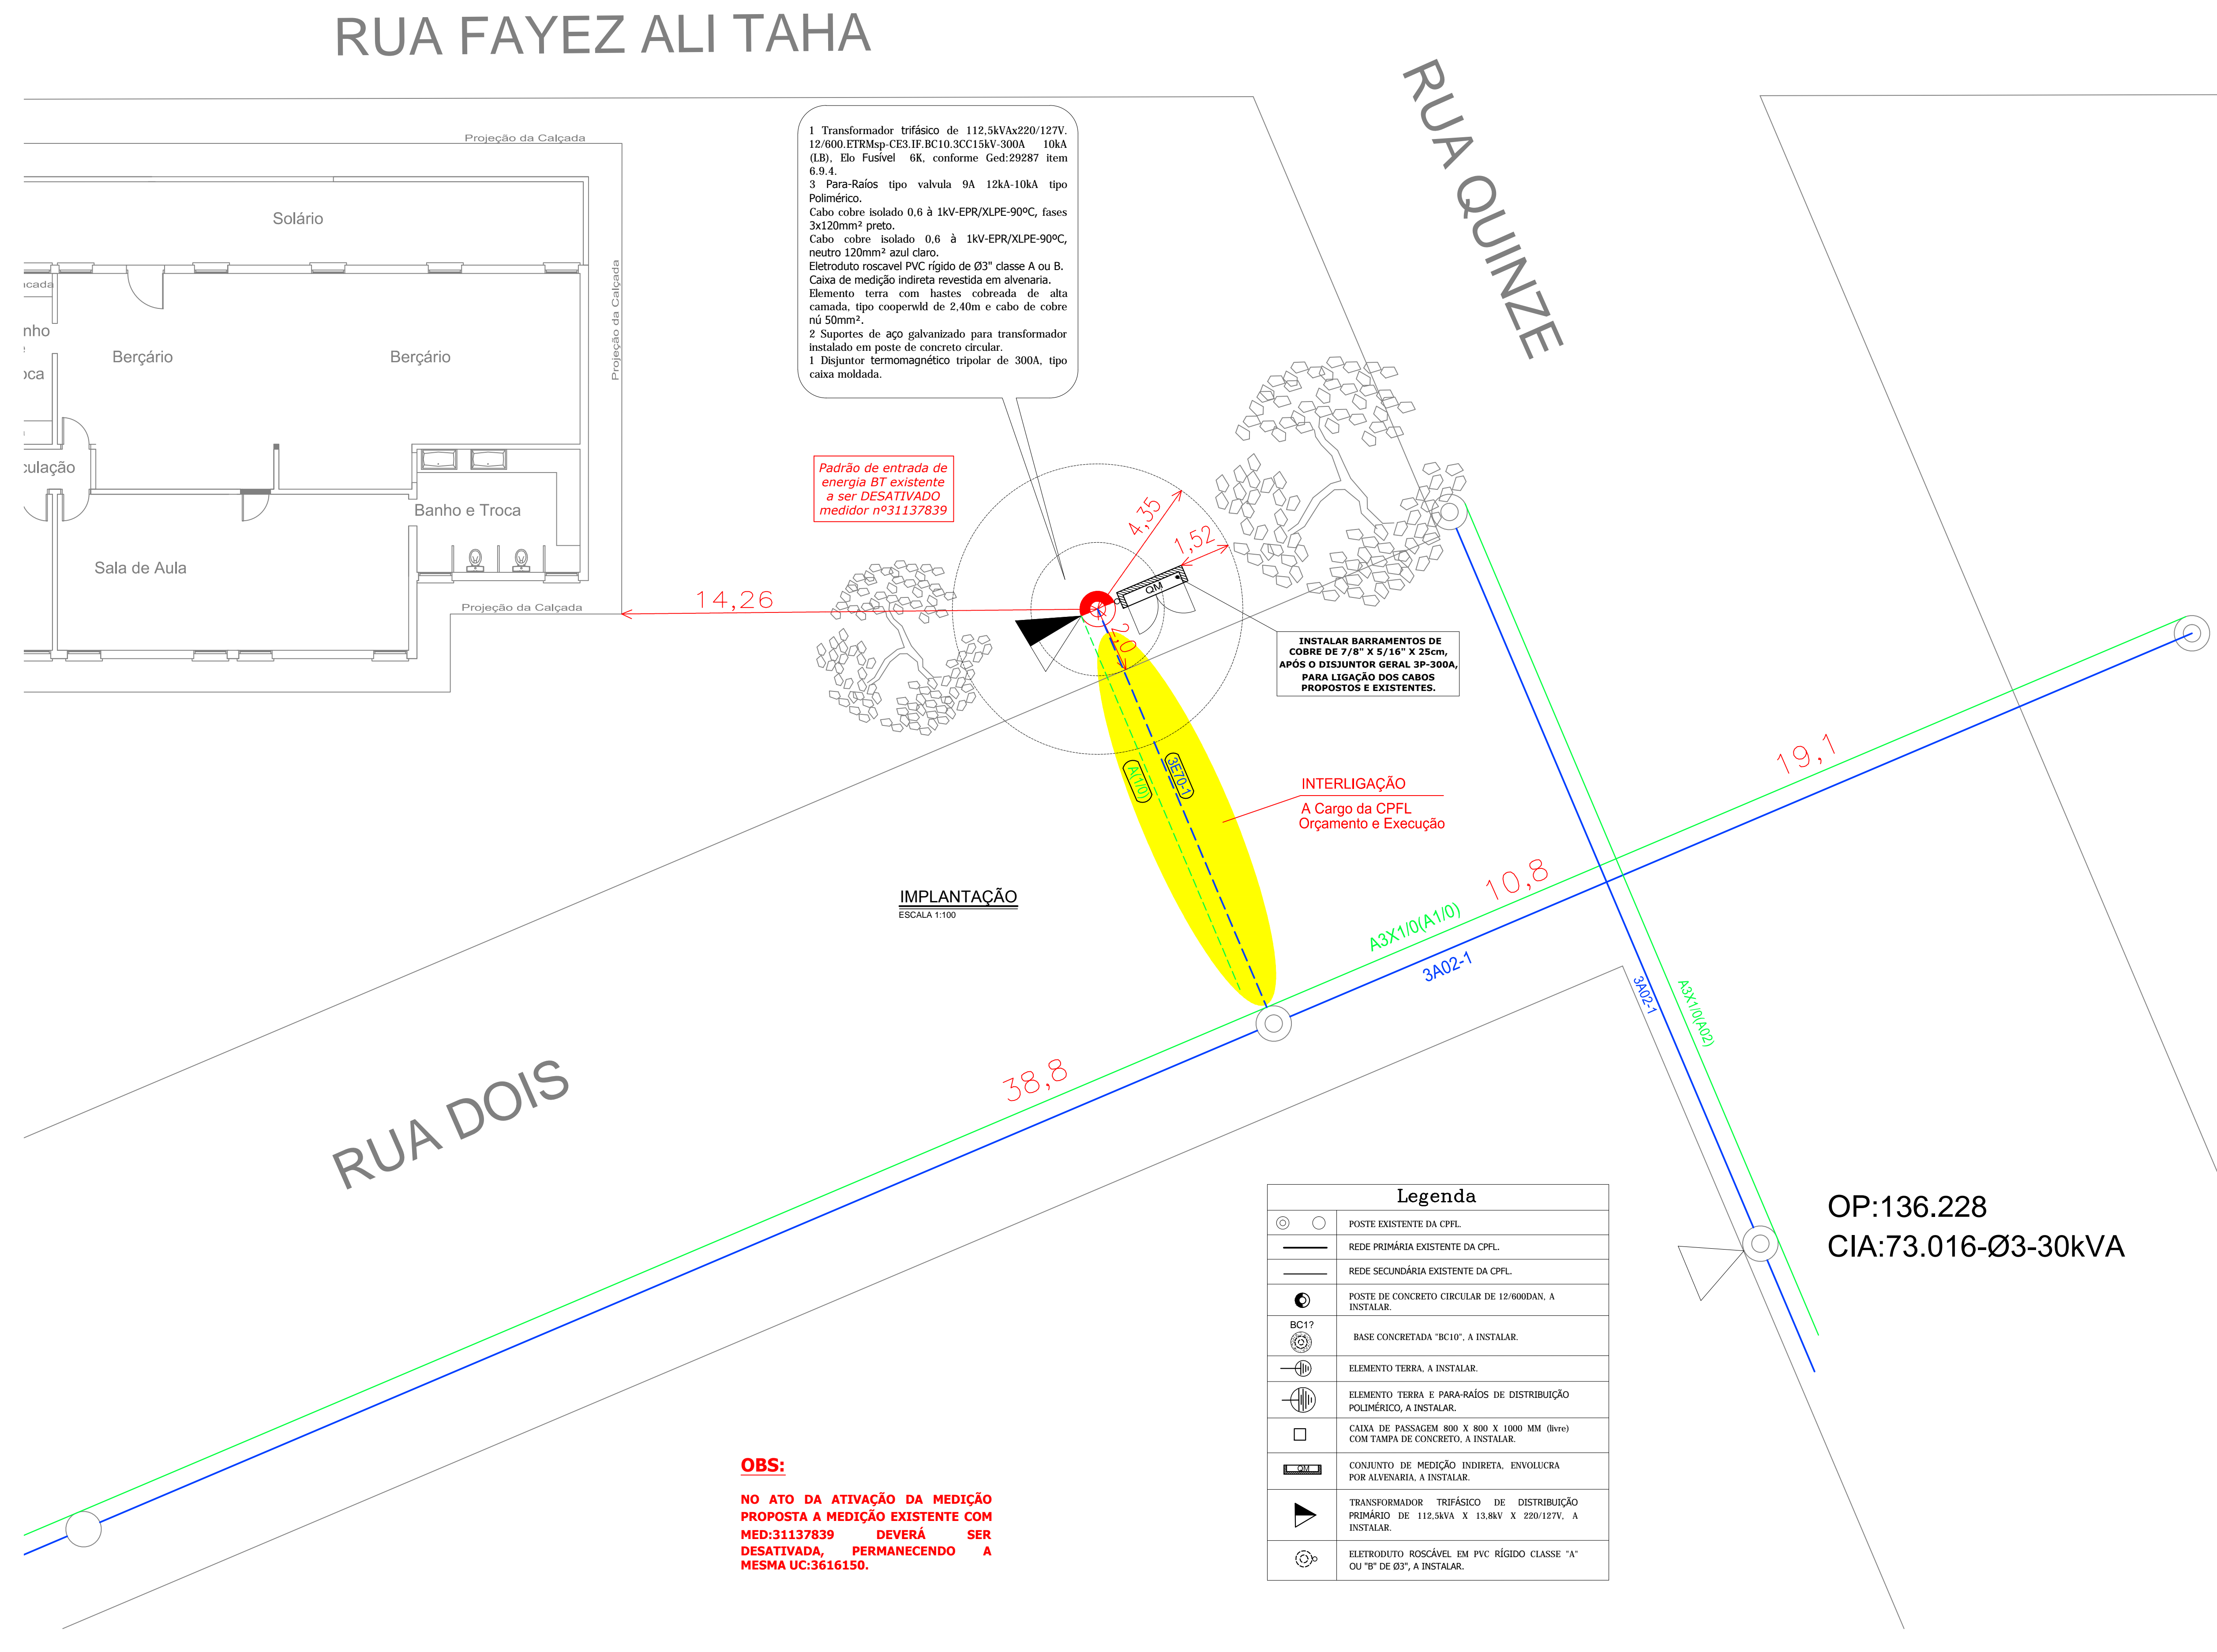 RUA FAYEZ ALI TAHA
RUA QUINZE
Projeção da Calçada
Solário
Projeção da Calçada
Berçário
Berçário
Banho e Troca
Sala de Aula
Projeção da Calçada
1 Transformador trifásico de 112,5kVAx220/127V.
12/600.ETRMsp-CE3.IF.BC10.3CC15kV-300A 10kA
(LB), Elo Fusível 6K, conforme Ged:29287 item
6.9.4.
3 Para-Raíos tipo valvula 9A 12kA-10kA tipo
Polimérico.
Cabo cobre isolado 0,6 à 1kV-EPR/XLPE-90ºC, fases
3x120mm² preto.
Cabo cobre isolado 0,6 à 1kV-EPR/XLPE-90ºC,
neutro 120mm² azul claro.
Eletroduto roscavel PVC rígido de Ø3" classe A ou B.
Caixa de medição indireta revestida em alvenaria.
Elemento terra com hastes cobreada de alta
camada, tipo cooperwld de 2,40m e cabo de cobre
nú 50mm².
2 Suportes de aço galvanizado para transformador
instalado em poste de concreto circular.
1 Disjuntor termomagnético tripolar de 300A, tipo
caixa moldada.
Padrão de entrada de
energia BT existente
a ser DESATIVADO
medidor nº31137839
4,35
1,52
QM
14,26
2,0
INSTALAR BARRAMENTOS DE
COBRE DE 7/8" X 5/16" X 25cm,
APÓS O DISJUNTOR GERAL 3P-300A,
PARA LIGAÇÃO DOS CABOS
PROPOSTOS E EXISTENTES.
A(1/0)
3E70-1
INTERLIGAÇÃO
A Cargo da CPFL
Orçamento e Execução
19,1
10,8
A3X1/0(A1/0)
3A02-1
3A02-1
A3X1/0(A02)
IMPLANTAÇÃO
ESCALA 1:100
38,8
RUA DOIS
OP:136.228
CIA:73.016-Ø3-30kVA
Legenda
POSTE EXISTENTE DA CPFL.
REDE PRIMÁRIA EXISTENTE DA CPFL.
REDE SECUNDÁRIA EXISTENTE DA CPFL.
POSTE DE CONCRETO CIRCULAR DE 12/600DAN, A
INSTALAR.
BC1?
BASE CONCRETADA "BC10", A INSTALAR.
ELEMENTO TERRA, A INSTALAR.
ELEMENTO TERRA E PARA-RAÍOS DE DISTRIBUIÇÃO
POLIMÉRICO, A INSTALAR.
CAIXA DE PASSAGEM 800 X 800 X 1000 MM (livre)
COM TAMPA DE CONCRETO, A INSTALAR.
QM
CONJUNTO DE MEDIÇÃO INDIRETA, ENVOLUCRA
POR ALVENARIA, A INSTALAR.
TRANSFORMADOR TRIFÁSICO DE DISTRIBUIÇÃO
PRIMÁRIO DE 112,5kVA X 13,8kV X 220/127V, A
INSTALAR.
ELETRODUTO ROSCÁVEL EM PVC RÍGIDO CLASSE "A"
OU "B" DE Ø3", A INSTALAR.
OBS:
NO ATO DA ATIVAÇÃO DA MEDIÇÃO
PROPOSTA A MEDIÇÃO EXISTENTE COM
MED:31137839 DEVERÁ SER
DESATIVADA, PERMANECENDO A
MESMA UC:3616150.